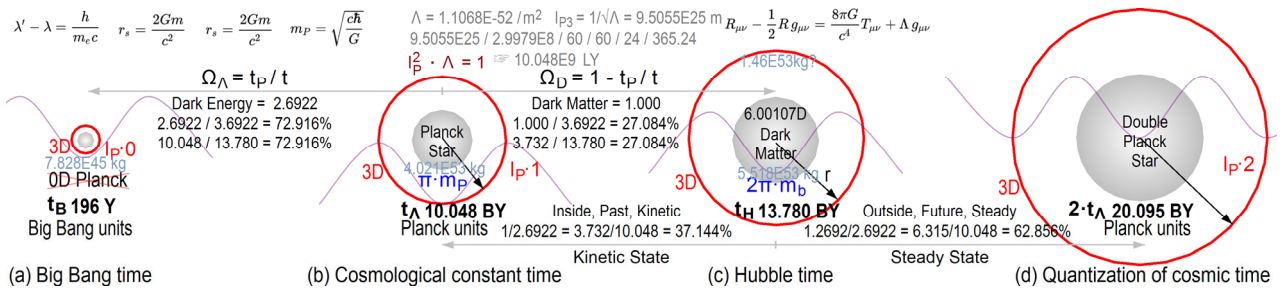 λ′ − λ = h / mₑc    rₛ = 2Gm / c²    rₛ = 2Gm / c²    m_P = √(cħ / G)
Λ = 1.1068E-52 / m²   l_P3 = 1/√Λ = 9.5055E25 m
9.5055E25 / 2.9979E8 / 60 / 60 / 24 / 365.24
l_P² · Λ = 1 ☞ 10.048E9 LY
R_μν − 1/2 R g_μν = 8πG / c⁴ T_μν + Λ g_μν
Ω_Λ = t_P / t
Dark Energy = 2.6922
2.6922 / 3.6922 = 72.916%
10.048 / 13.780 = 72.916%
Ω_D = 1 - t_P / t
Dark Matter = 1.000
1.000 / 3.6922 = 27.084%
3.732 / 13.780 = 27.084%
3D
l_P·0
7.828E45 kg
0D Planck
t_B 196 Y
Big Bang units
(a) Big Bang time
Planck
Star
4.021E53 kg
π·m_P
3D
l_P·1
t_Λ 10.048 BY
Planck units
(b) Cosmological constant time
Inside, Past, Kinetic
1/2.6922 = 3.732/10.048 = 37.144%
Kinetic State
1.46E53kg?
6.00107D
Dark
Matter
5.518E53 kg
2π·m_b
r
3D
t_H 13.780 BY
(c) Hubble time
Outside, Future, Steady
1.2692/2.6922 = 6.315/10.048 = 62.856%
Steady State
Double
Planck
Star
l_P·2
3D
2·t_Λ 20.095 BY
Planck units
(d) Quantization of cosmic time